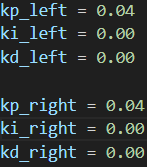 kp_left = 0.04
ki_left = 0.00
kd_left = 0.00
kp_right = 0.04
ki_right = 0.00
kd_right = 0.00